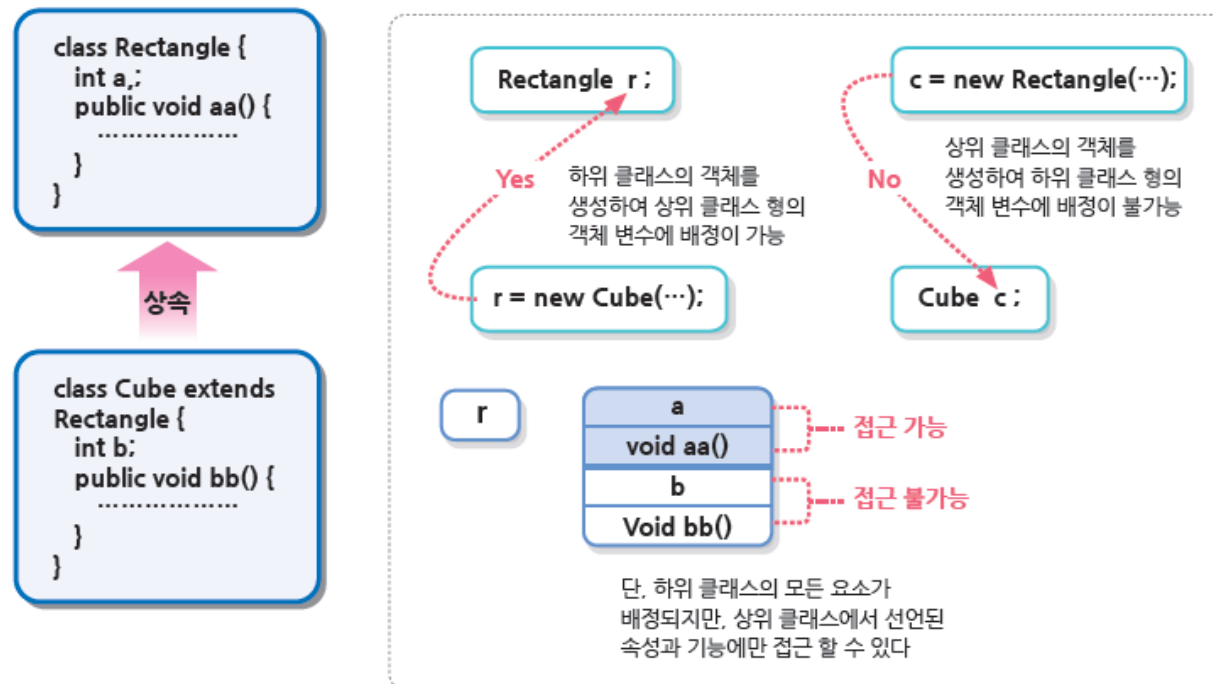 class Rectangle {
int a,;
public void aa() {
………………
}
}
상속
class Cube extends
Rectangle {
int b;
public void bb() {
………………
}
}
Rectangle r ;
Yes
하위 클래스의 객체를
생성하여 상위 클래스 형의
객체 변수에 배정이 가능
r = new Cube(…);
c = new Rectangle(…);
No
상위 클래스의 객체를
생성하여 하위 클래스 형의
객체 변수에 배정이 불가능
Cube c ;
r
a
void aa()
b
Void bb()
접근 가능
접근 불가능
단, 하위 클래스의 모든 요소가
배정되지만, 상위 클래스에서 선언된
속성과 기능에만 접근 할 수 있다